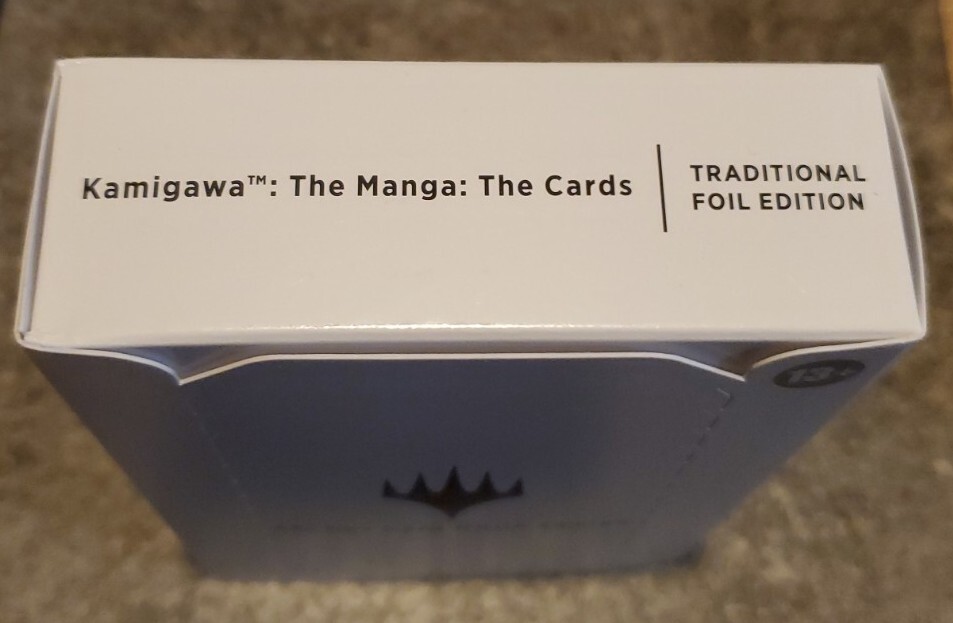 Kamigawa™: The Manga: The Cards
TRADITIONAL
FOIL EDITION
13+